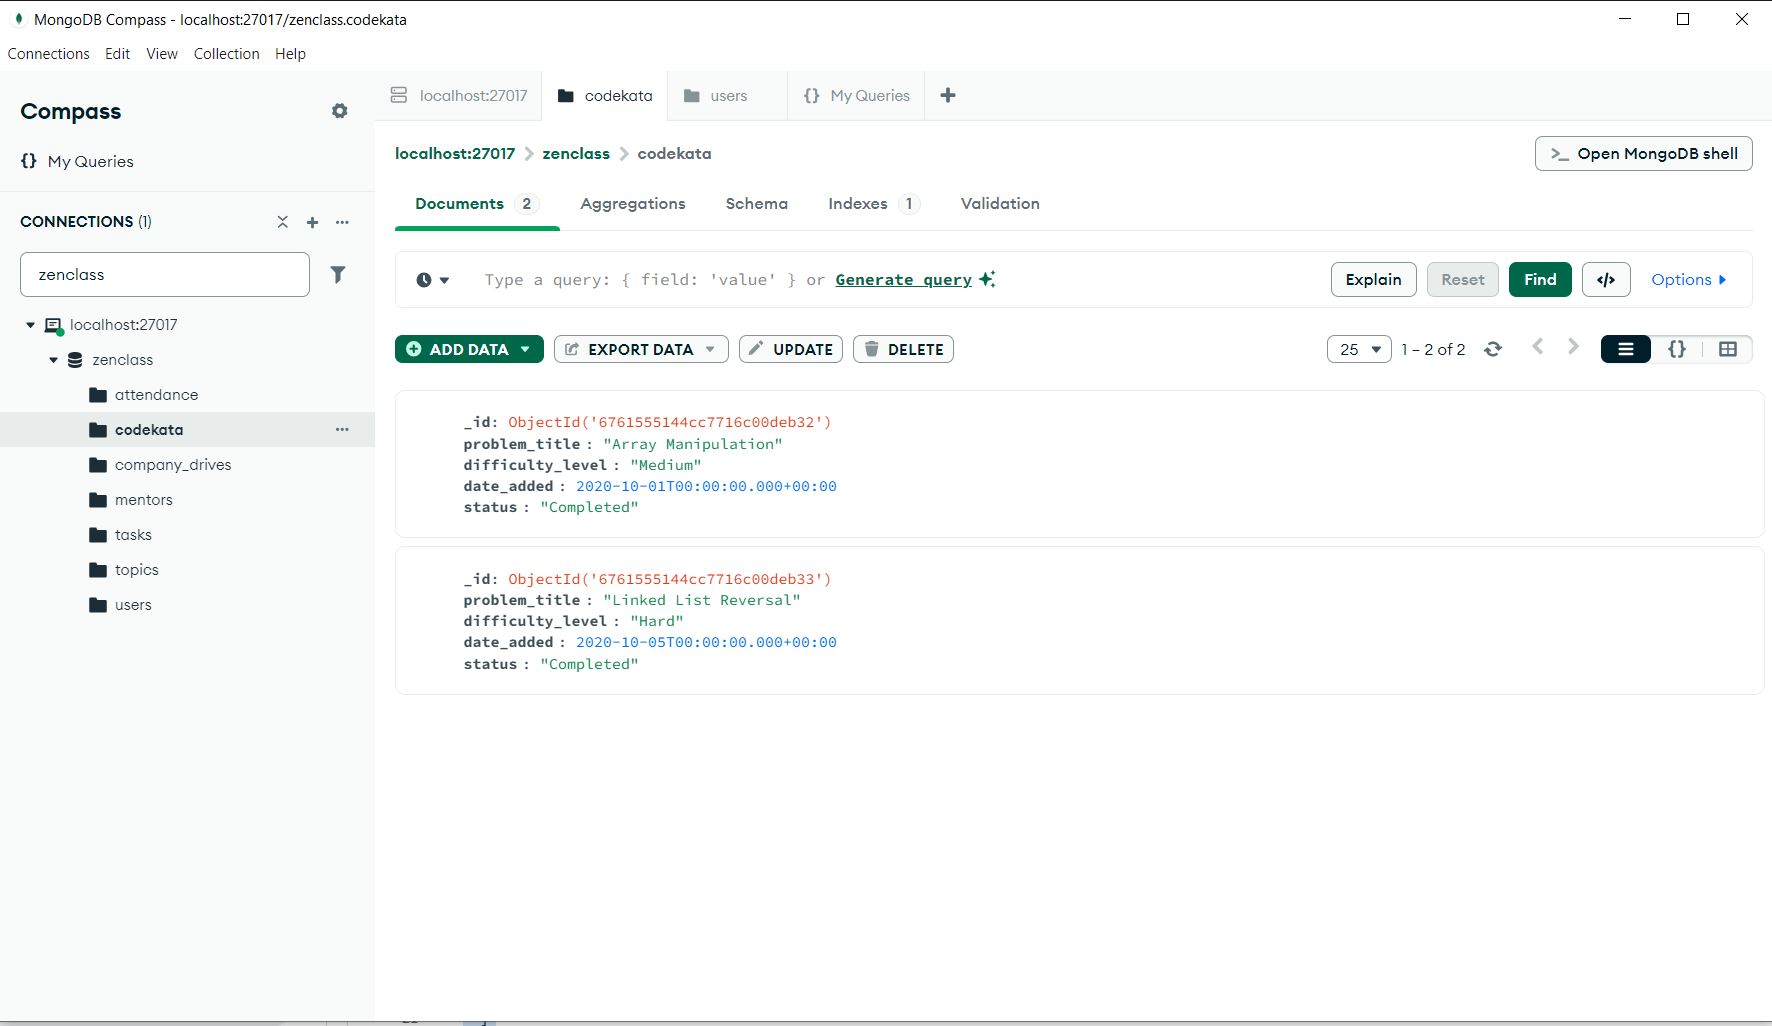 MongoDB Compass - localhost:27017/zenclass.codekata
Connections Edit View Collection Help
Compass
{} My Queries
CONNECTIONS (1)
zenclass
localhost:27017
zenclass
attendance
codekata
company_drives
mentors
tasks
topics
users
localhost:27017 codekata users {} My Queries
localhost:27017 > zenclass > codekata
>_ Open MongoDB shell
Documents 2 Aggregations Schema Indexes 1 Validation
Type a query: { field: 'value' } or Generate query
Explain Reset Find </> Options
ADD DATA EXPORT DATA UPDATE DELETE
25 1 – 2 of 2 {}
_id: ObjectId('6761555144cc7716c00deb32')
problem_title : "Array Manipulation"
difficulty_level : "Medium"
date_added : 2020-10-01T00:00:00.000+00:00
status : "Completed"
_id: ObjectId('6761555144cc7716c00deb33')
problem_title : "Linked List Reversal"
difficulty_level : "Hard"
date_added : 2020-10-05T00:00:00.000+00:00
status : "Completed"